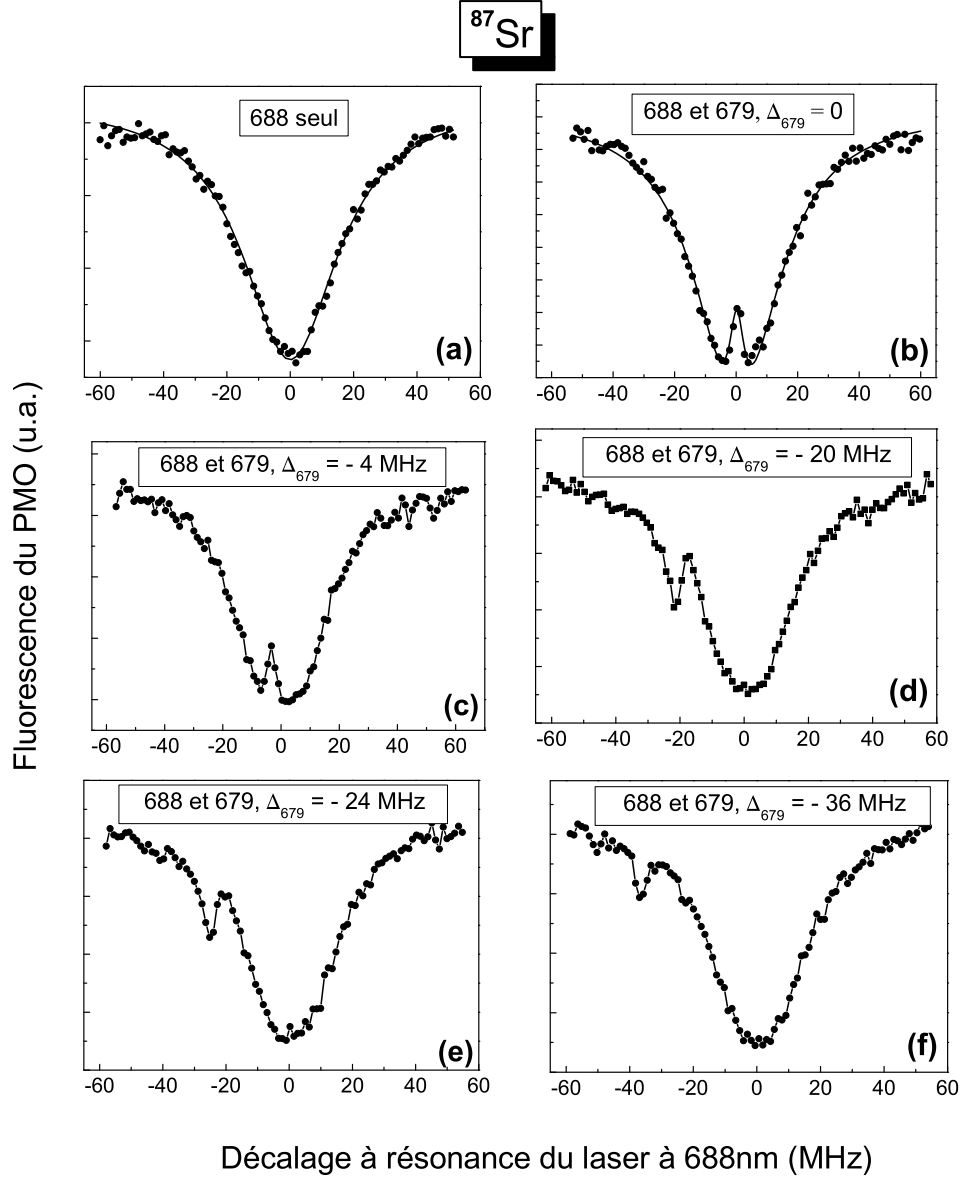 ⁸⁷Sr
688 seul
(a)
-60 -40 -20 0 20 40 60
688 et 679, Δ₆₇₉ = 0
(b)
-60 -40 -20 0 20 40 60
688 et 679, Δ₆₇₉ = - 4 MHz
(c)
-60 -40 -20 0 20 40 60
688 et 679, Δ₆₇₉ = - 20 MHz
(d)
-60 -40 -20 0 20 40 60
688 et 679, Δ₆₇₉ = - 24 MHz
(e)
-60 -40 -20 0 20 40 60
688 et 679, Δ₆₇₉ = - 36 MHz
(f)
-60 -40 -20 0 20 40 60
Fluorescence du PMO (u.a.)
Décalage à résonance du laser à 688nm (MHz)